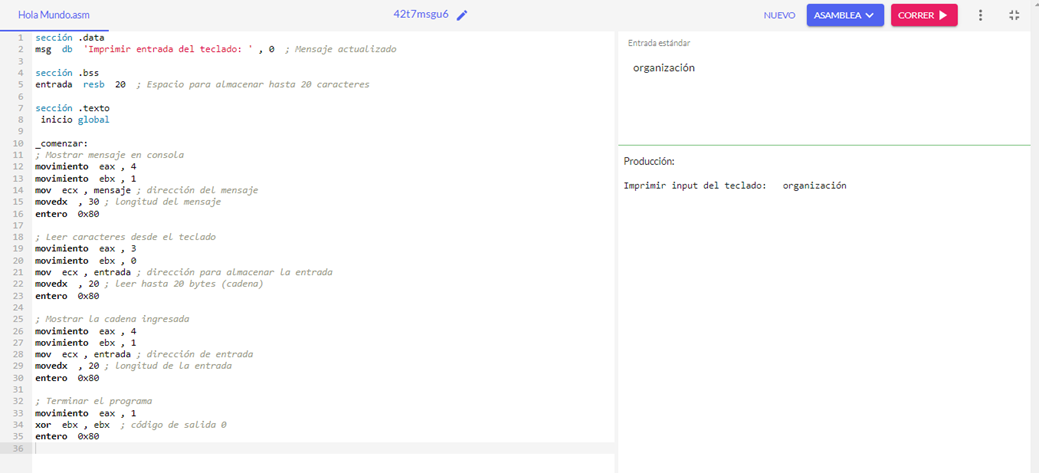 Hola Mundo.asm
42t7msgu6
NUEVO
ASAMBLEA
CORRER
1 sección .data
2 msg db 'Imprimir entrada del teclado: ' , 0 ; Mensaje actualizado
3
4 sección .bss
5 entrada resb 20 ; Espacio para almacenar hasta 20 caracteres
6
7 sección .texto
8 inicio global
9
10 _comenzar:
11 ; Mostrar mensaje en consola
12 movimiento eax , 4
13 movimiento ebx , 1
14 mov ecx , mensaje ; dirección del mensaje
15 movedx , 30 ; longitud del mensaje
16 entero 0x80
17
18 ; Leer caracteres desde el teclado
19 movimiento eax , 3
20 movimiento ebx , 0
21 mov ecx , entrada ; dirección para almacenar la entrada
22 movedx , 20 ; leer hasta 20 bytes (cadena)
23 entero 0x80
24
25 ; Mostrar la cadena ingresada
26 movimiento eax , 4
27 movimiento ebx , 1
28 mov ecx , entrada ; dirección de entrada
29 movedx , 20 ; longitud de la entrada
30 entero 0x80
31
32 ; Terminar el programa
33 movimiento eax , 1
34 xor ebx , ebx ; código de salida 0
35 entero 0x80
36
Entrada estándar
organización
Producción:
Imprimir input del teclado: organización